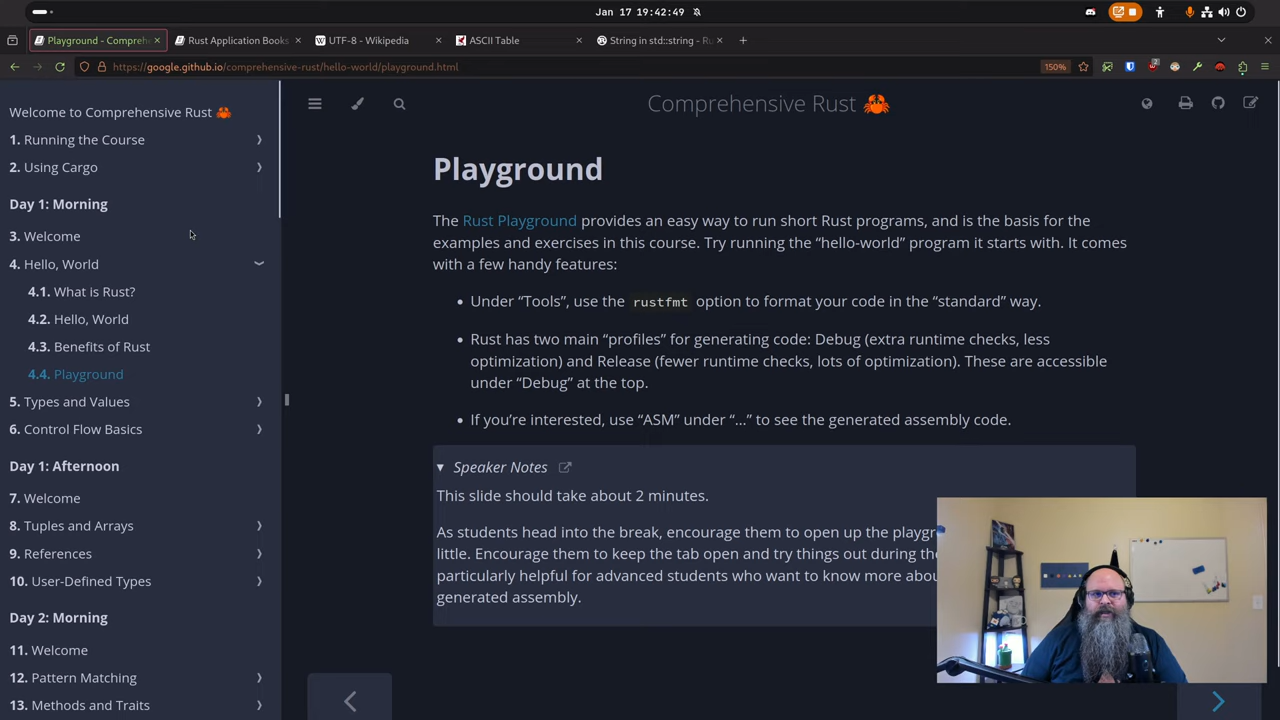 Jan 17 19:42:49
Playground - Comprehe
Rust Application Books
UTF-8 - Wikipedia
ASCII Table
String in std::string - Ru
https://google.github.io/comprehensive-rust/hello-world/playground.html
150%
Welcome to Comprehensive Rust 🦀
1. Running the Course
2. Using Cargo
Day 1: Morning
3. Welcome
4. Hello, World
4.1. What is Rust?
4.2. Hello, World
4.3. Benefits of Rust
4.4. Playground
5. Types and Values
6. Control Flow Basics
Day 1: Afternoon
7. Welcome
8. Tuples and Arrays
9. References
10. User-Defined Types
Day 2: Morning
11. Welcome
12. Pattern Matching
13. Methods and Traits
Comprehensive Rust 🦀
Playground
The Rust Playground provides an easy way to run short Rust programs, and is the basis for the
examples and exercises in this course. Try running the “hello-world” program it starts with. It comes
with a few handy features:
• Under “Tools”, use the rustfmt option to format your code in the “standard” way.
• Rust has two main “profiles” for generating code: Debug (extra runtime checks, less
optimization) and Release (fewer runtime checks, lots of optimization). These are accessible
under “Debug” at the top.
• If you’re interested, use “ASM” under “…” to see the generated assembly code.
Speaker Notes
This slide should take about 2 minutes.
As students head into the break, encourage them to open up the playgr
little. Encourage them to keep the tab open and try things out during the
particularly helpful for advanced students who want to know more abou
generated assembly.